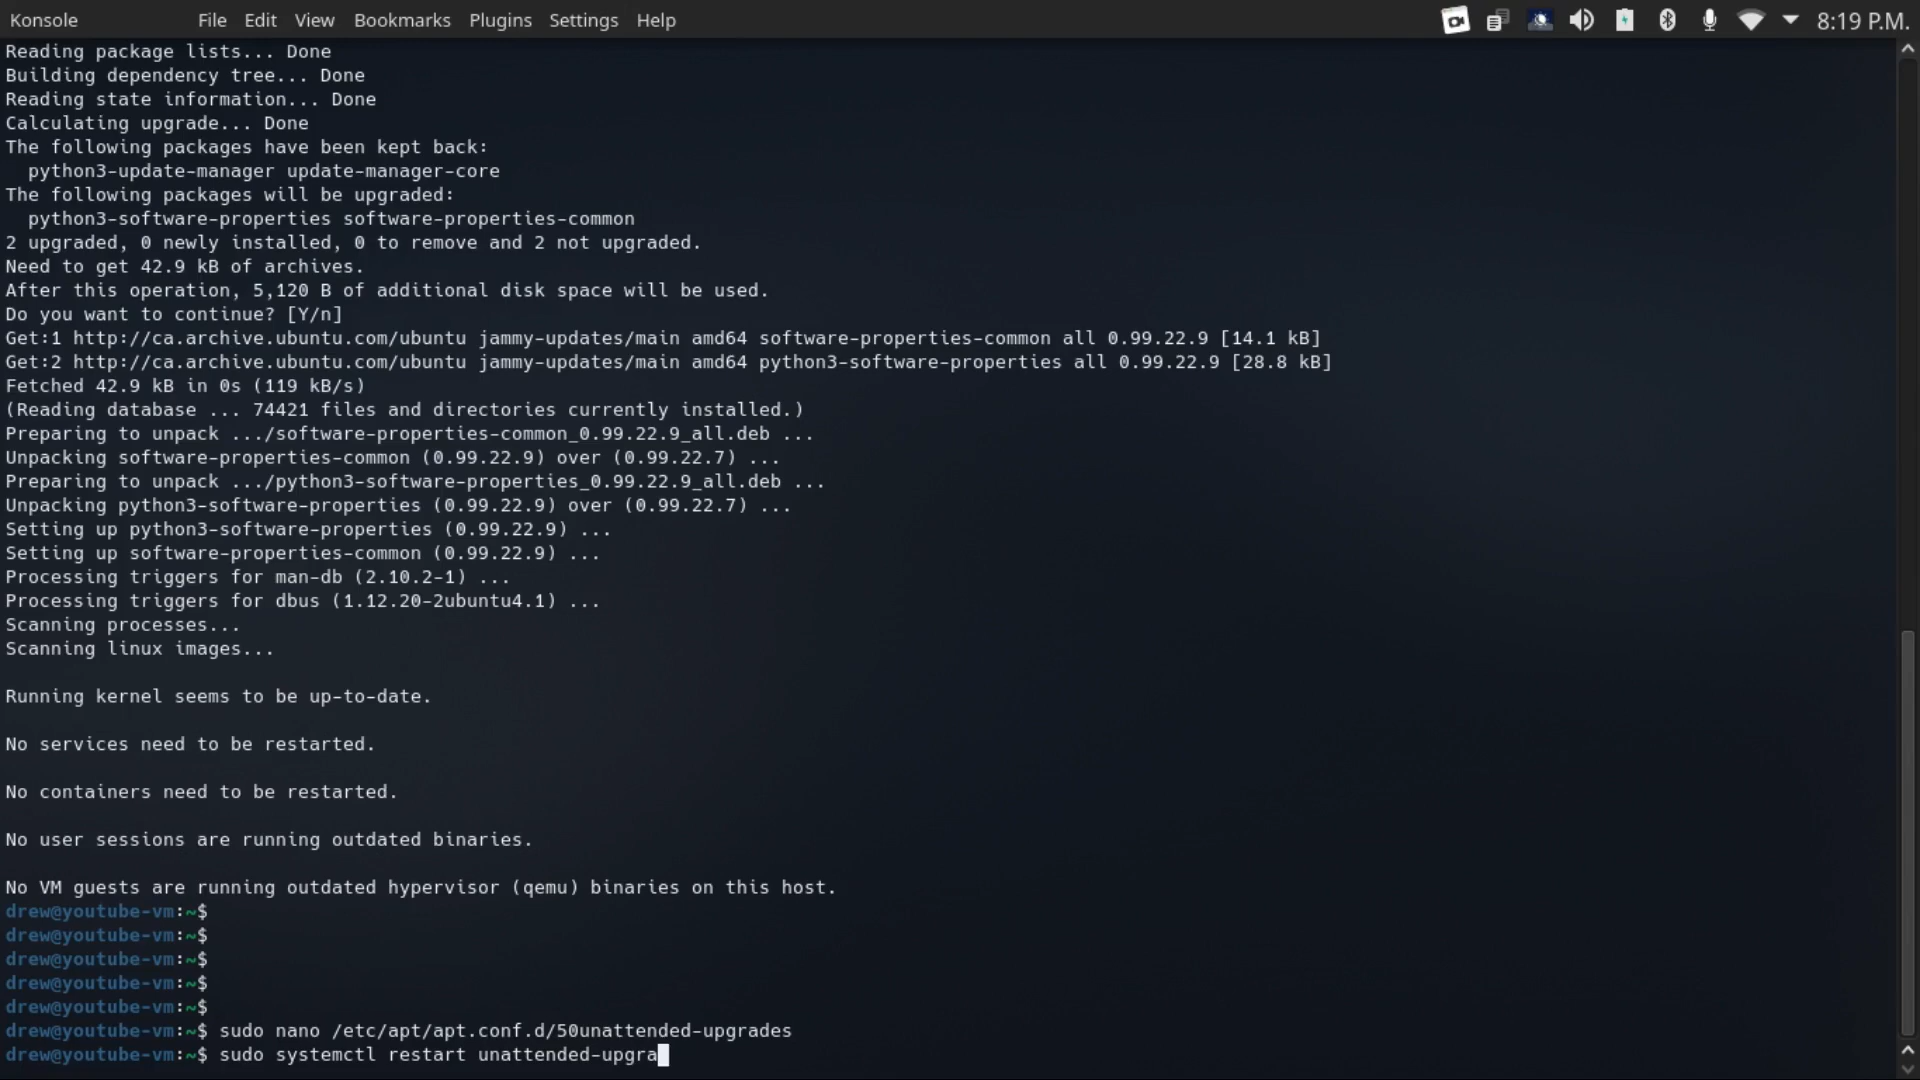 Konsole File Edit View Bookmarks Plugins Settings Help 8:19 P.M.
Reading package lists... Done
Building dependency tree... Done
Reading state information... Done
Calculating upgrade... Done
The following packages have been kept back:
  python3-update-manager update-manager-core
The following packages will be upgraded:
  python3-software-properties software-properties-common
2 upgraded, 0 newly installed, 0 to remove and 2 not upgraded.
Need to get 42.9 kB of archives.
After this operation, 5,120 B of additional disk space will be used.
Do you want to continue? [Y/n]
Get:1 http://ca.archive.ubuntu.com/ubuntu jammy-updates/main amd64 software-properties-common all 0.99.22.9 [14.1 kB]
Get:2 http://ca.archive.ubuntu.com/ubuntu jammy-updates/main amd64 python3-software-properties all 0.99.22.9 [28.8 kB]
Fetched 42.9 kB in 0s (119 kB/s)
(Reading database ... 74421 files and directories currently installed.)
Preparing to unpack .../software-properties-common_0.99.22.9_all.deb ...
Unpacking software-properties-common (0.99.22.9) over (0.99.22.7) ...
Preparing to unpack .../python3-software-properties_0.99.22.9_all.deb ...
Unpacking python3-software-properties (0.99.22.9) over (0.99.22.7) ...
Setting up python3-software-properties (0.99.22.9) ...
Setting up software-properties-common (0.99.22.9) ...
Processing triggers for man-db (2.10.2-1) ...
Processing triggers for dbus (1.12.20-2ubuntu4.1) ...
Scanning processes...
Scanning linux images...
Running kernel seems to be up-to-date.
No services need to be restarted.
No containers need to be restarted.
No user sessions are running outdated binaries.
No VM guests are running outdated hypervisor (qemu) binaries on this host.
drew@youtube-vm:~$
drew@youtube-vm:~$
drew@youtube-vm:~$
drew@youtube-vm:~$
drew@youtube-vm:~$
drew@youtube-vm:~$ sudo nano /etc/apt/apt.conf.d/50unattended-upgrades
drew@youtube-vm:~$ sudo systemctl restart unattended-upgra